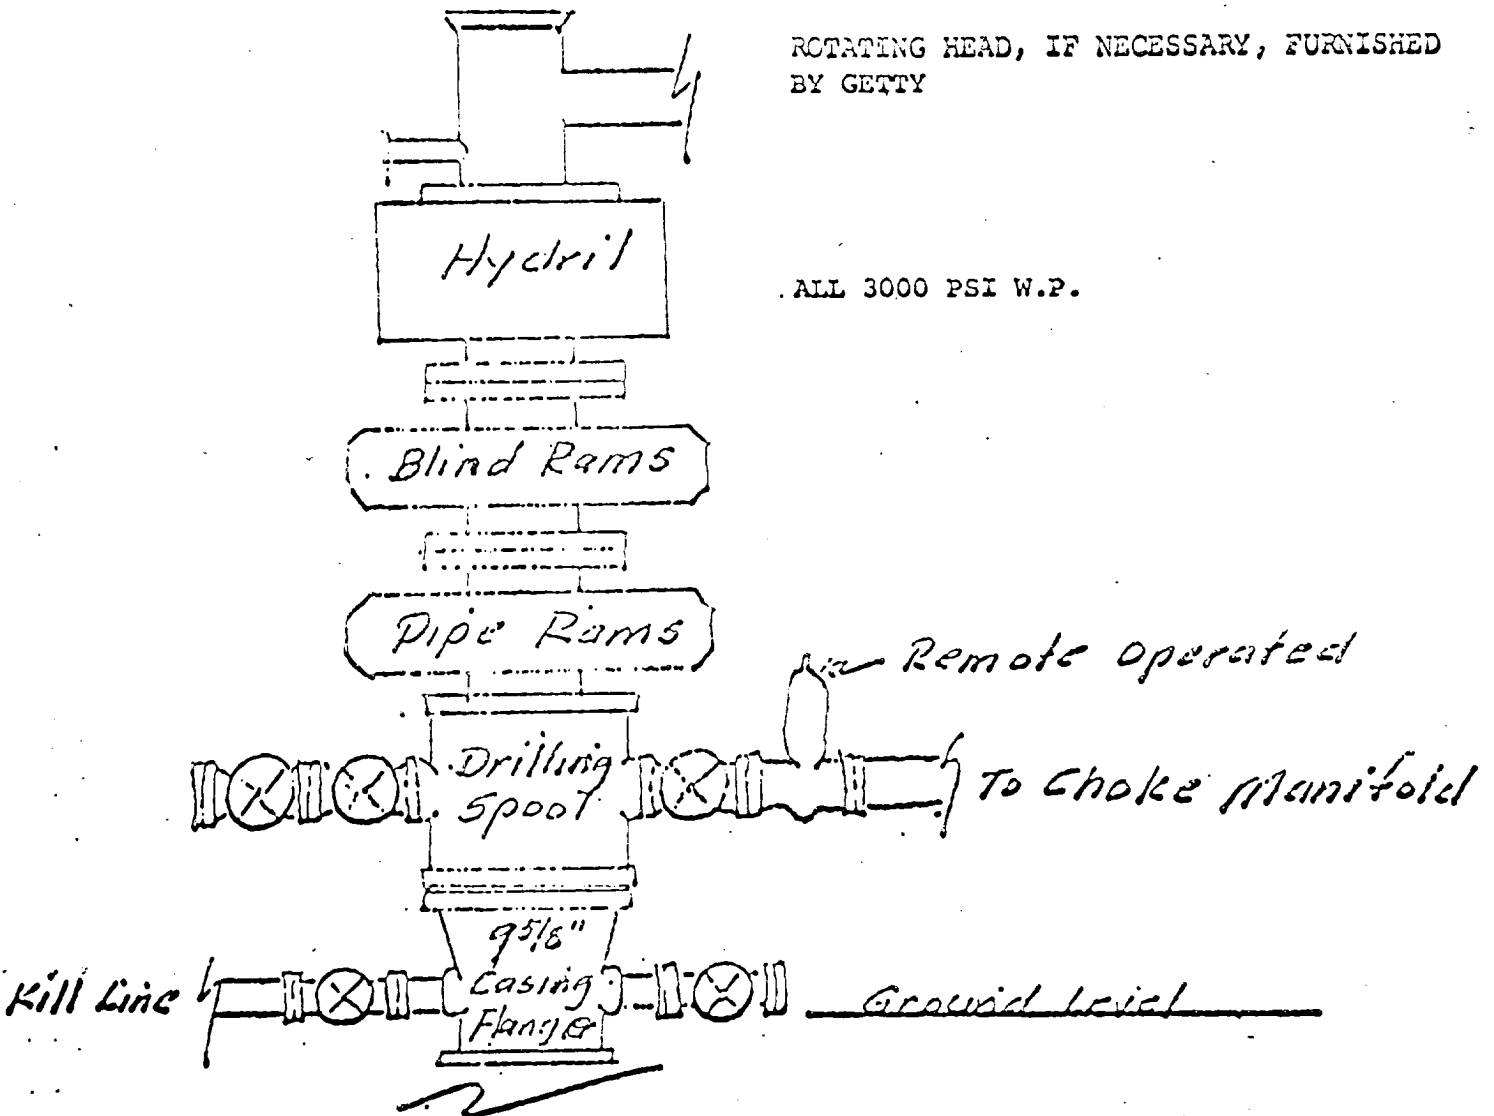 ROTATING HEAD, IF NECESSARY, FURNISHED
BY GETTY
Hydril
ALL 3000 PSI W.P.
Blind Rams
Pipe Rams
Remote Operated
Drilling
Spool
To Choke Manifold
9 5/8"
Kill Line
Casing
Flanger
Ground Level